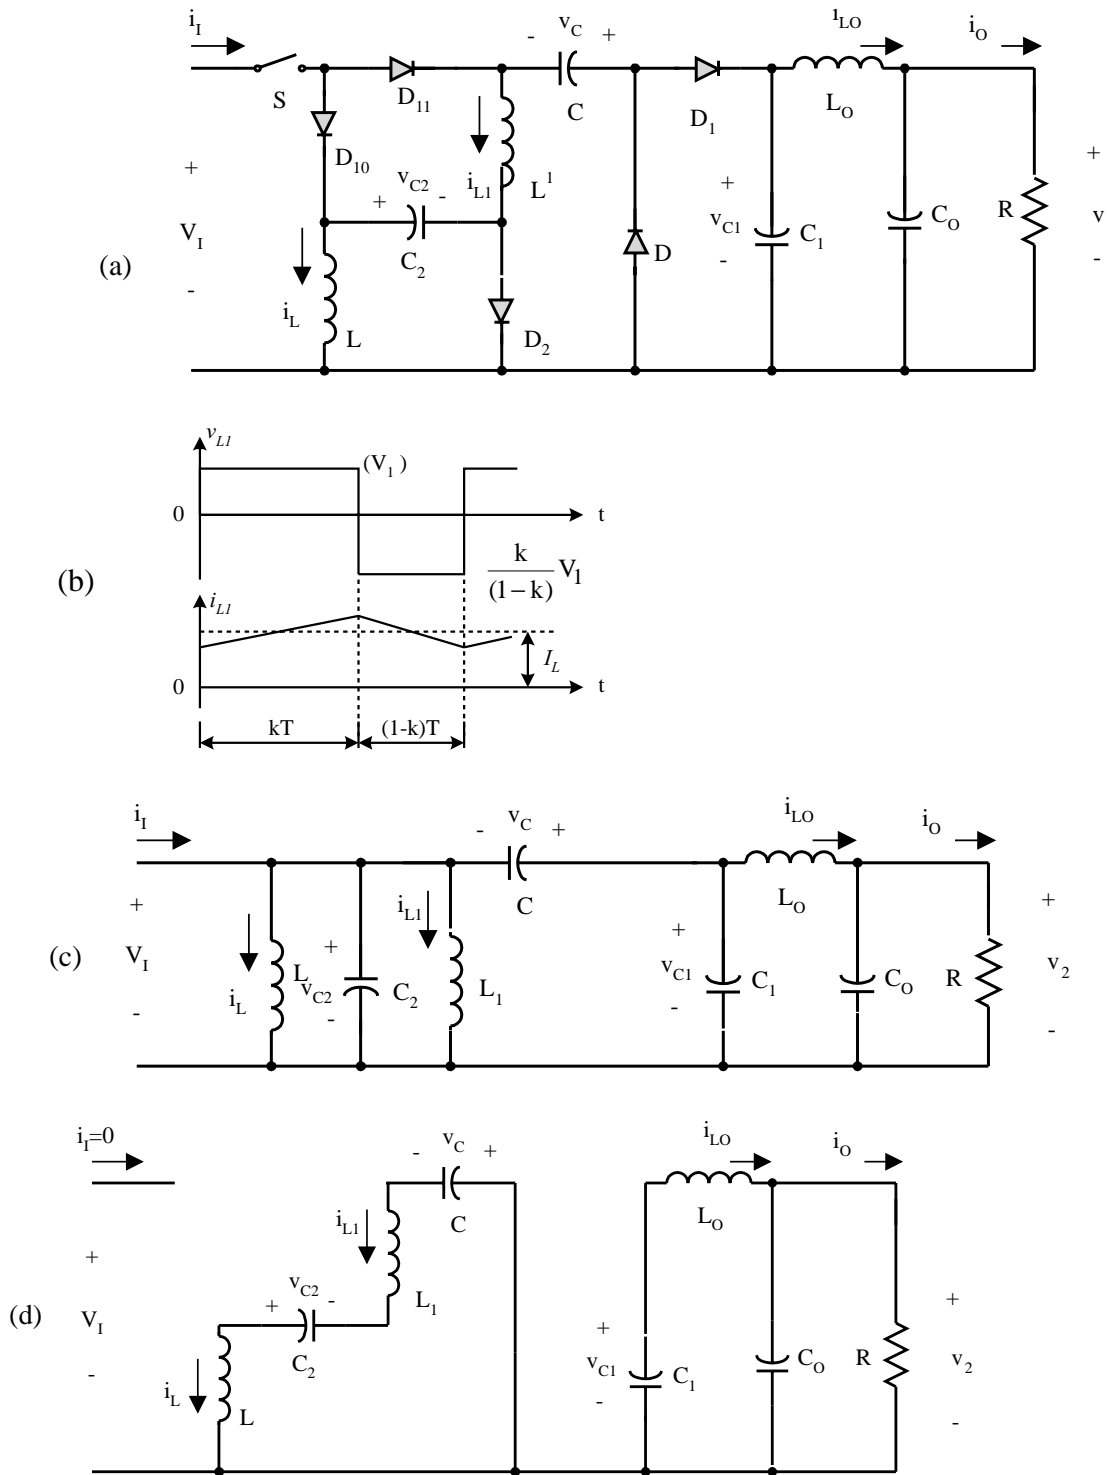 i_I
- v_C +
i_LO
i_O
S
D_11
C
D_1
L_O
D_10
i_L1
L^1
+
V_I
-
+ v_C2 -
C_2
i_L
L
D_2
D
+
v_C1
-
C_1
C_O
R
+
v
-
(a)
v_L1
(V_1)
0
t
k/(1-k) V_1
(b)
i_L1
I_L
0
t
kT
(1-k)T
i_I
- v_C +
i_LO
i_O
C
L_O
+
V_I
-
i_L
L
+
v_C2
-
C_2
i_L1
L_1
+
v_C1
-
C_1
C_O
R
+
v_2
-
(c)
i_I=0
- v_C +
i_LO
i_O
C
L_O
i_L1
L_1
+
V_I
-
+ v_C2 -
C_2
i_L
L
+
v_C1
-
C_1
C_O
R
+
v_2
-
(d)